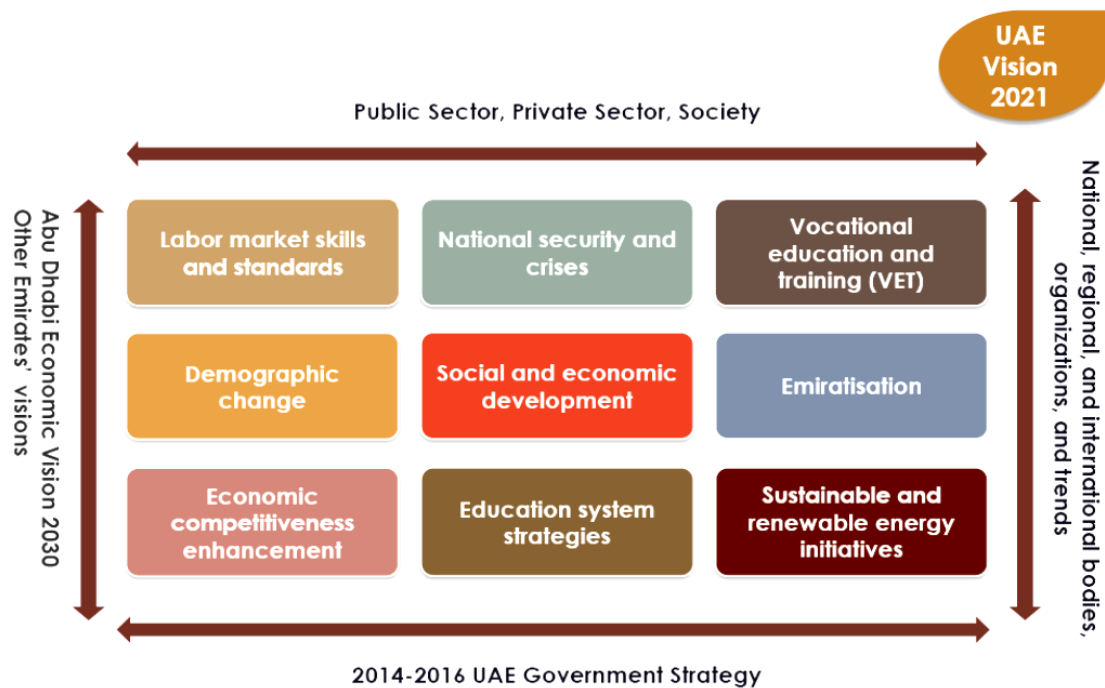 UAE
Vision
2021
Public Sector, Private Sector, Society
Abu Dhabi Economic Vision 2030
Other Emirates' visions
Labor market skills
and standards
National security and
crises
Vocational
education and
training (VET)
Demographic
change
Social and economic
development
Emiratisation
Economic
competitiveness
enhancement
Education system
strategies
Sustainable and
renewable energy
initiatives
National, regional, and international bodies,
organizations, and trends
2014-2016 UAE Government Strategy